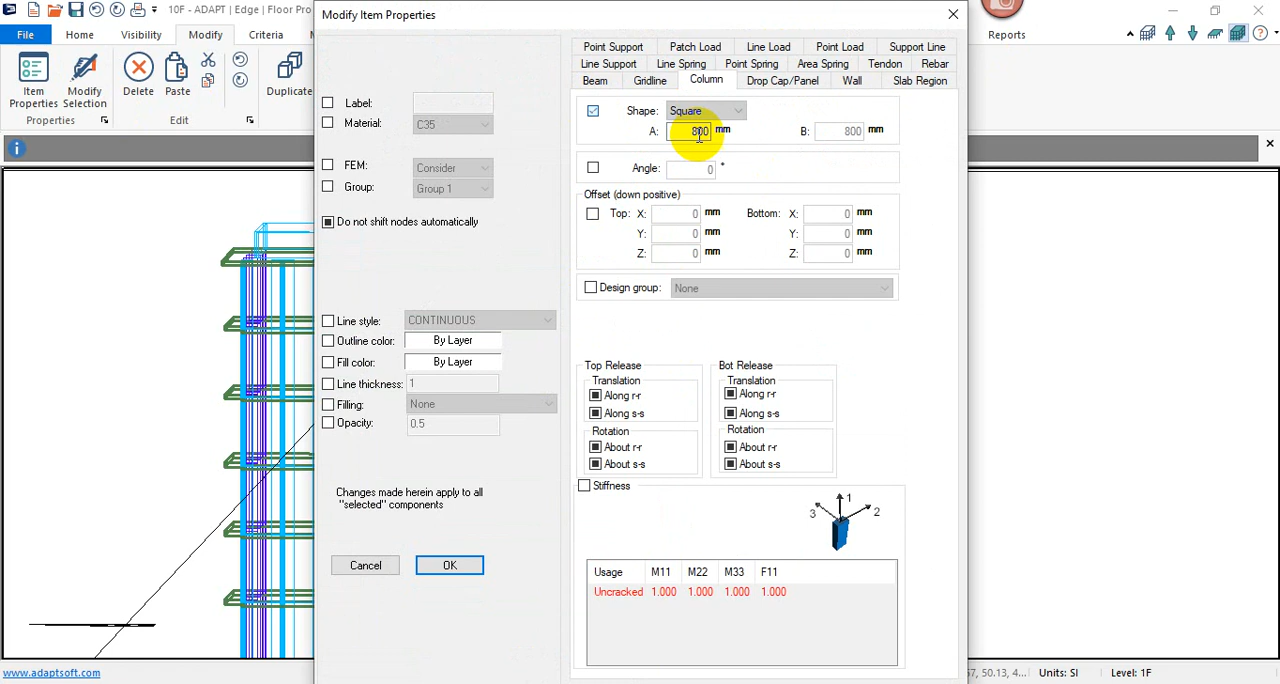 10F - ADAPT | Edge | Floor Pro
Modify Item Properties
File
Home
Visibility
Modify
Criteria
Reports
Item Properties
Modify Selection
Delete
Paste
Duplicate
Properties
Edit
Point Support
Patch Load
Line Load
Point Load
Support Line
Line Support
Line Spring
Point Spring
Area Spring
Tendon
Rebar
Beam
Gridline
Column
Drop Cap/Panel
Wall
Slab Region
Label:
Material: C35
FEM: Consider
Group: Group 1
Do not shift nodes automatically
Line style: CONTINUOUS
Outline color: By Layer
Fill color: By Layer
Line thickness: 1
Filling: None
Opacity: 0.5
Changes made herein apply to all
"selected" components
Cancel
OK
Shape: Square
A: 800 mm B: 800 mm
Angle: 0 °
Offset (down positive)
Top: X: 0 mm Bottom: X: 0 mm
Y: 0 mm Y: 0 mm
Z: 0 mm Z: 0 mm
Design group: None
Top Release
Translation
Along r-r
Along s-s
Rotation
About r-r
About s-s
Bot Release
Translation
Along r-r
Along s-s
Rotation
About r-r
About s-s
Stiffness
1
2
3
Usage M11 M22 M33 F11
Uncracked 1.000 1.000 1.000 1.000
www.adaptsoft.com
57, 50.13, 4...
Units: SI
Level: 1F